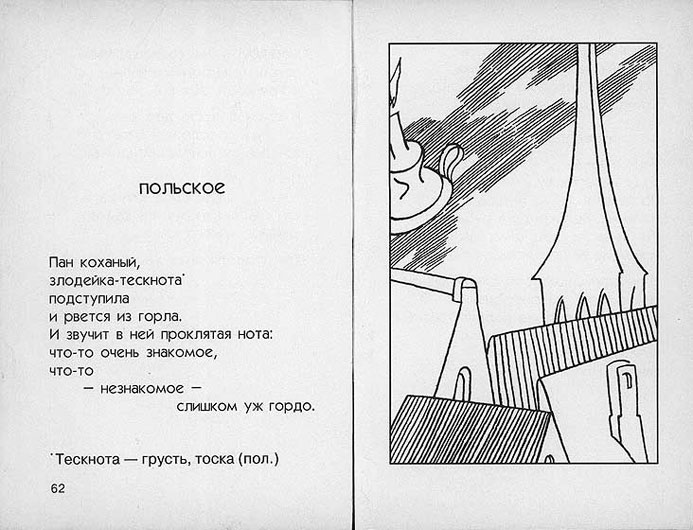 ПОЛЬСКОЕ
Пан коханый,
злодейка-тескнота*
подступила
и рвется из горла.
И звучит в ней проклятая нота:
что-то очень знакомое,
что-то
— незнакомое —
слишком уж гордо.
*Тескнота — грусть, тоска (пол.)
62